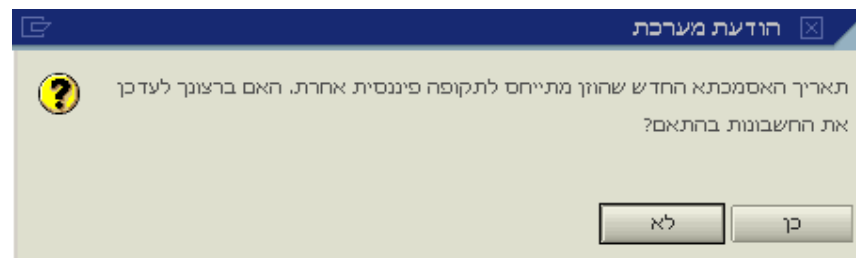 הודעת מערכת
תאריך האסמכתא החדש שהוזן מתייחס לתקופה פיננסית אחרת. האם ברצונך לעדכן
את החשבונות בהתאם?
כן
לא